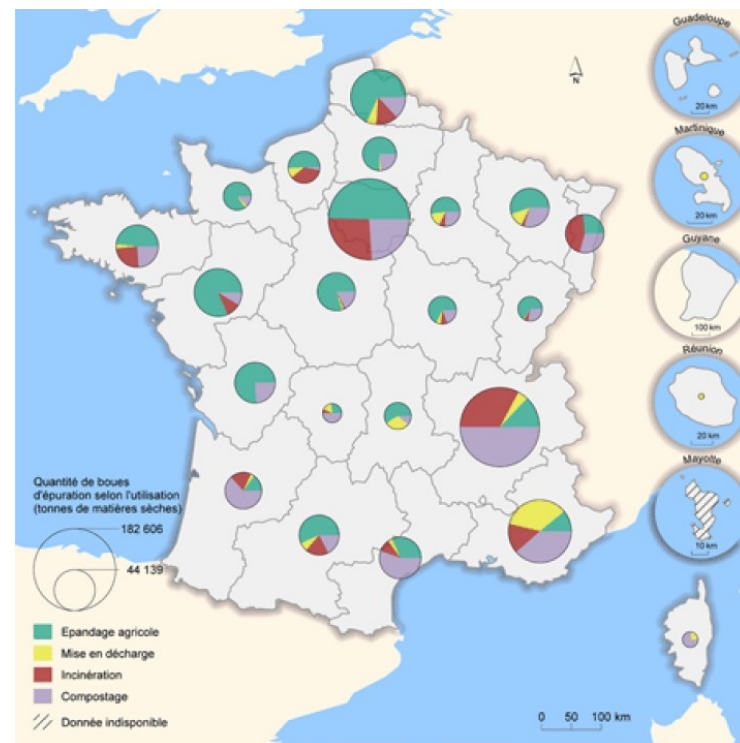 Guadeloupe
20 km
Martinique
20 km
Guyane
100 km
Réunion
20 km
Mayotte
10 km
N
Quantité de boues
d'épuration selon l'utilisation
(tonnes de matières sèches)
182 606
44 139
Epandage agricole
Mise en décharge
Incinération
Compostage
Donnée indisponible
0 50 100 km